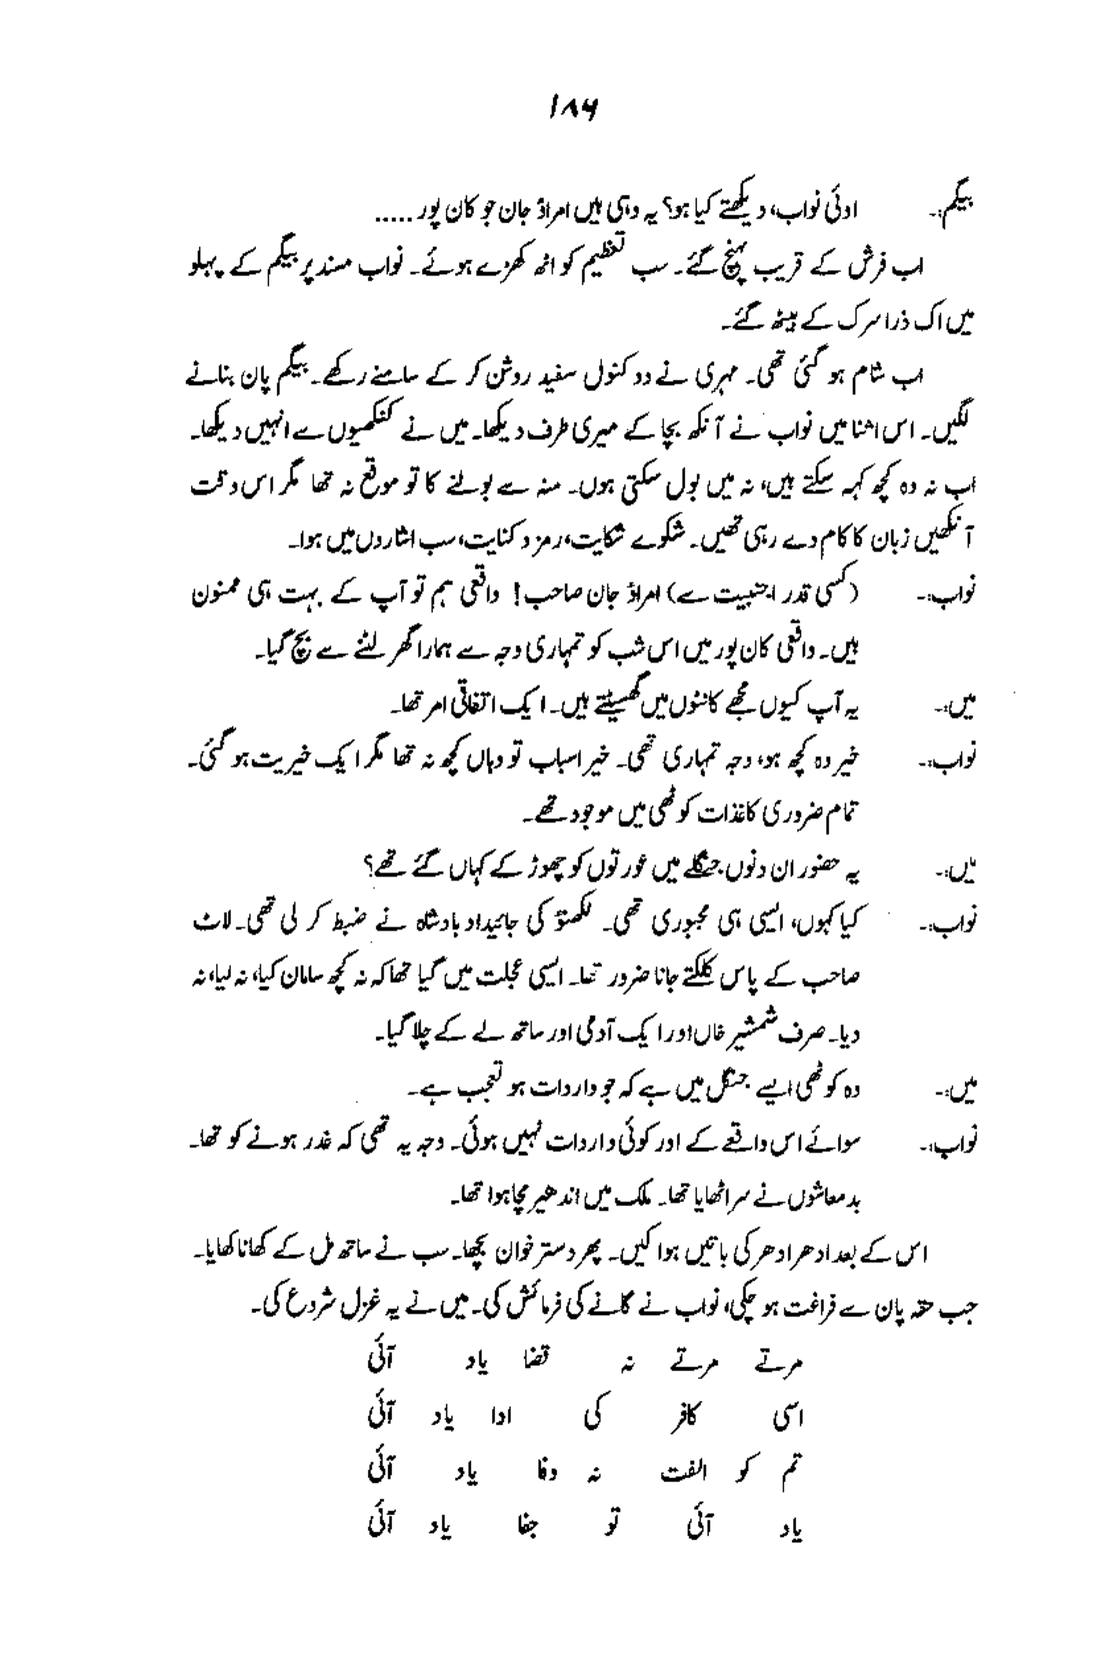 ۱۸۶
بیگم:۔ اوئی نواب، دیکھتے کیا ہو؟ یہ وہی ہیں امراؤ جان جو کان پور .....
اب فرش کے قریب پہنچ گئے۔ سب تعظیم کو اٹھ کھڑے ہوئے۔ نواب مسند پر بیگم کے پہلو
میں اک ذرا سرک کے بیٹھ گئے۔
اب شام ہو گئی تھی۔ مہری نے دو کنول سفید روشن کر کے سامنے رکھے۔ بیگم پان بنانے
لگیں۔ اس اثنا میں نواب نے آنکھ بچا کے میری طرف دیکھا۔ میں نے کنکھیوں سے انہیں دیکھا۔
اب نہ وہ کچھ کہہ سکتے ہیں، نہ میں بول سکتی ہوں۔ منہ سے بولنے کا تو موقع نہ تھا مگر اس وقت
آنکھیں زبان کا کام دے رہی تھیں۔ شکوے شکایت، رمز و کنایت، سب اشاروں میں ہوا۔
نواب:۔ (کسی قدر اجنبیت سے) امراؤ جان صاحب! واقعی ہم تو آپ کے بہت ہی ممنون
ہیں۔ واقعی کان پور میں اس شب کو تمہاری وجہ سے ہمارا گھر لٹنے سے بچ گیا۔
میں:۔ یہ آپ کیوں مجھے کانٹوں میں گھسیٹتے ہیں۔ ایک اتفاقی امر تھا۔
نواب:۔ خیر وہ کچھ ہو، وجہ تمہاری تھی۔ خیر اسباب تو وہاں کچھ نہ تھا مگر ایک خیریت ہو گئی۔
تمام ضروری کاغذات کوٹھی میں موجود تھے۔
میں:۔ یہ حضور ان دنوں جنگلے میں عورتوں کو چھوڑ کے کہاں گئے تھے؟
نواب:۔ کیا کہوں، ایسی ہی مجبوری تھی۔ لکھنؤ کی جائیداد بادشاہ نے ضبط کر لی تھی۔ لاٹ
صاحب کے پاس کلکتے جانا ضرور تھا۔ ایسی عجلت میں گیا تھا کہ نہ کچھ سامان کیا، نہ لیا، نہ
دیا۔ صرف شمشیر خاں اور ایک آدمی اور ساتھ لے کے چلا گیا۔
میں:۔ وہ کوٹھی ایسے جنگل میں ہے کہ جو واردات ہو تعجب ہے۔
نواب:۔ سوائے اس واقعے کے اور کوئی واردات نہیں ہوئی۔ وجہ یہ تھی کہ غدر ہونے کو تھا۔
بدمعاشوں نے سر اٹھایا تھا۔ ملک میں اندھیر مچا ہوا تھا۔
اس کے بعد ادھر ادھر کی باتیں ہوا کیں۔ پھر دستر خوان بچھا۔ سب نے ساتھ مل کے کھانا کھایا۔
جب حقہ پان سے فراغت ہو چکی، نواب نے گانے کی فرمائش کی۔ میں نے یہ غزل شروع کی۔
مرتے مرتے نہ قضا یاد آئی
اسی کافر کی ادا یاد آئی
تم کو الفت نہ وفا یاد آئی
یاد آئی تو جفا یاد آئی